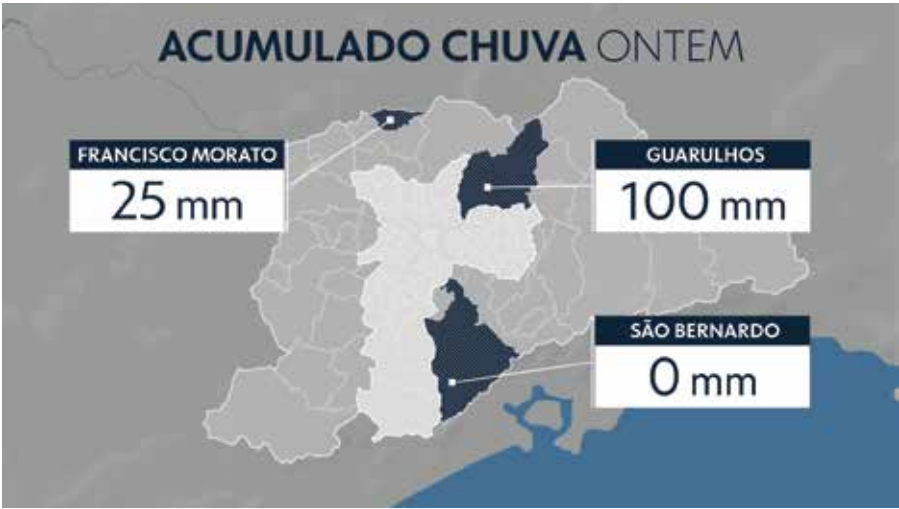 ACUMULADO CHUVA ONTEM
FRANCISCO MORATO
25 mm
GUARULHOS
100 mm
SÃO BERNARDO
0 mm